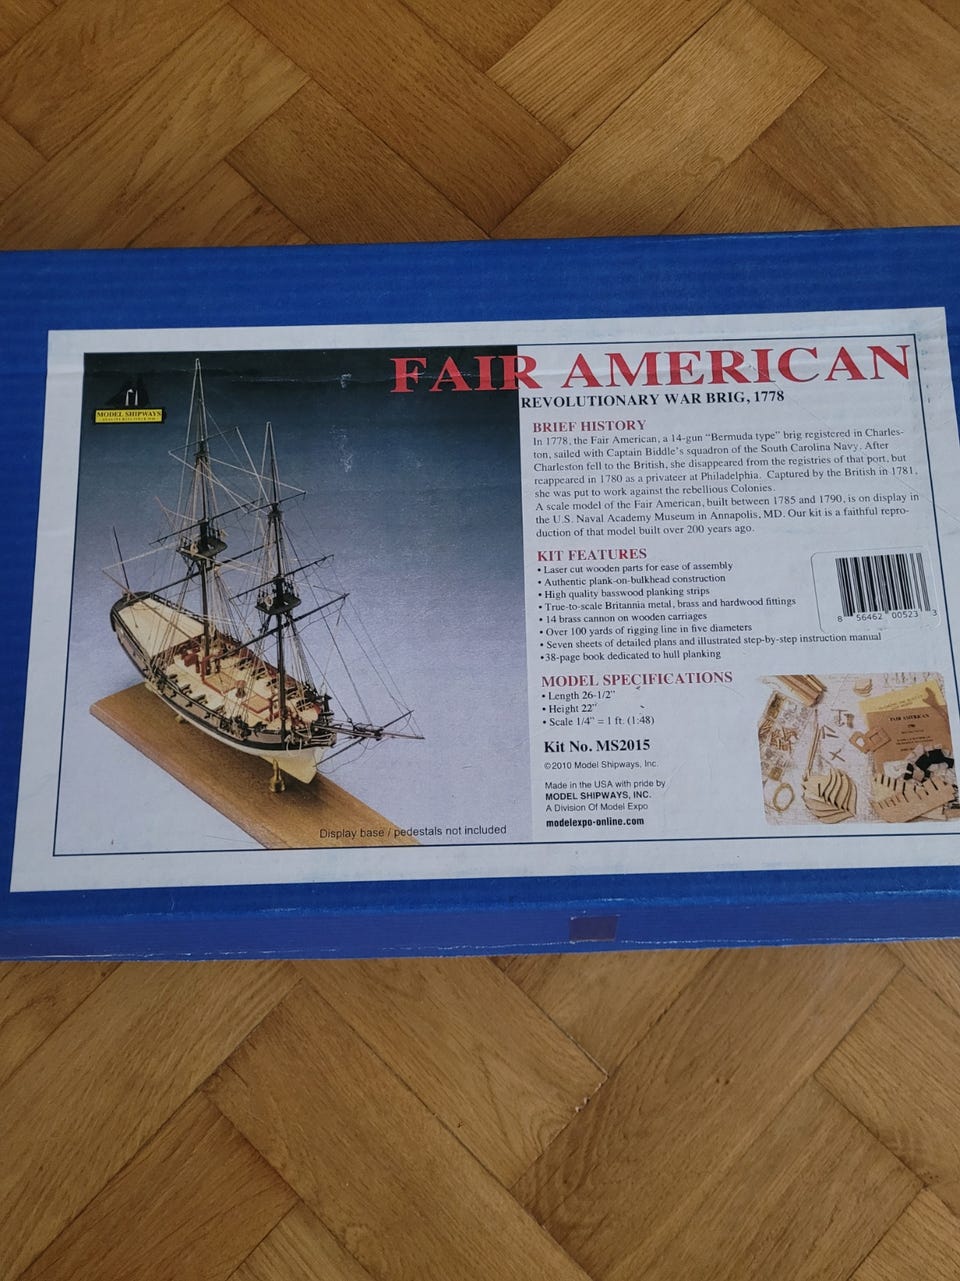 FAIR AMERICAN
REVOLUTIONARY WAR BRIG, 1778
MODEL SHIPWAYS
BRIEF HISTORY
In 1778, the Fair American, a 14-gun “Bermuda type” brig registered in Charles-
ton, sailed with Captain Biddle’s squadron of the South Carolina Navy. After
Charleston fell to the British, she disappeared from the registries of that port, but
reappeared in 1780 as a privateer at Philadelphia. Captured by the British in 1781,
she was put to work against the rebellious Colonies.
A scale model of the Fair American, built between 1785 and 1790, is on display in
the U.S. Naval Academy Museum in Annapolis, MD. Our kit is a faithful repro-
duction of that model built over 200 years ago.
KIT FEATURES
• Laser cut wooden parts for ease of assembly
• Authentic plank-on-bulkhead construction
• High quality basswood planking strips
• True-to-scale Britannia metal, brass and hardwood fittings
• 14 brass cannon on wooden carriages
• Over 100 yards of rigging line in five diameters
• Seven sheets of detailed plans and illustrated step-by-step instruction manual
•38-page book dedicated to hull planking
8 56462 00523 3
MODEL SPECIFICATIONS
• Length 26-1/2"
• Height 22"
• Scale 1/4" = 1 ft. (1:48)
Kit No. MS2015
©2010 Model Shipways, Inc.
Made in the USA with pride by
MODEL SHIPWAYS, INC.
A Division Of Model Expo
modelexpo-online.com
FAIR AMERICAN
Display base / pedestals not included